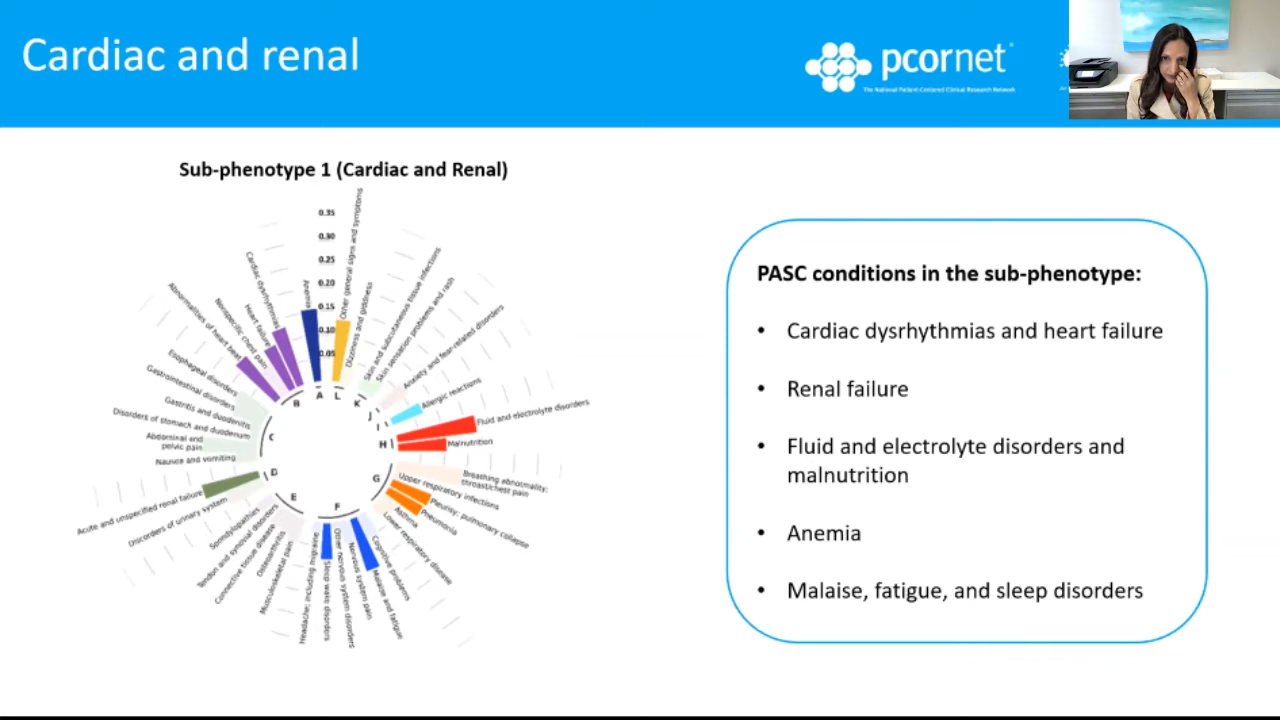 Cardiac and renal
pcornet
The National Patient-Centered Clinical Research Network
Sub-phenotype 1 (Cardiac and Renal)
0.35
0.30
0.25
0.20
0.15
0.10
0.05
Anemia
Other general signs and symptoms
Dizziness and giddiness
Skin and subcutaneous tissue infections
Skin sensation problems and rash
Anxiety and fear-related disorders
Allergic reactions
Fluid and electrolyte disorders
Malnutrition
Breathing abnormality;
throat/chest pain
Upper respiratory infections
Pleurisy; pulmonary collapse
Pneumonia
Asthma
Lower respiratory disease
Cognitive problems
Malaise and fatigue
Nervous system pain
Other nervous system disorders
Sleep wake disorders
Headache; including migraine
Musculoskeletal pain
Osteoarthritis
Connective tissue disease
Tendon and synovial disorders
Spondylopathies
Disorders of urinary system
Acute and unspecified renal failure
Nausea and vomiting
Abdominal and
pelvic pain
Disorders of stomach and duodenum
Gastritis and duodenitis
Gastrointestinal disorders
Esophageal disorders
Abnormalities of heart beat
Nonspecific chest pain
Heart failure
Cardiac dysrhythmias
A
L
K
J
I
H
G
F
E
D
C
B
PASC conditions in the sub-phenotype:
• Cardiac dysrhythmias and heart failure
• Renal failure
• Fluid and electrolyte disorders and
malnutrition
• Anemia
• Malaise, fatigue, and sleep disorders